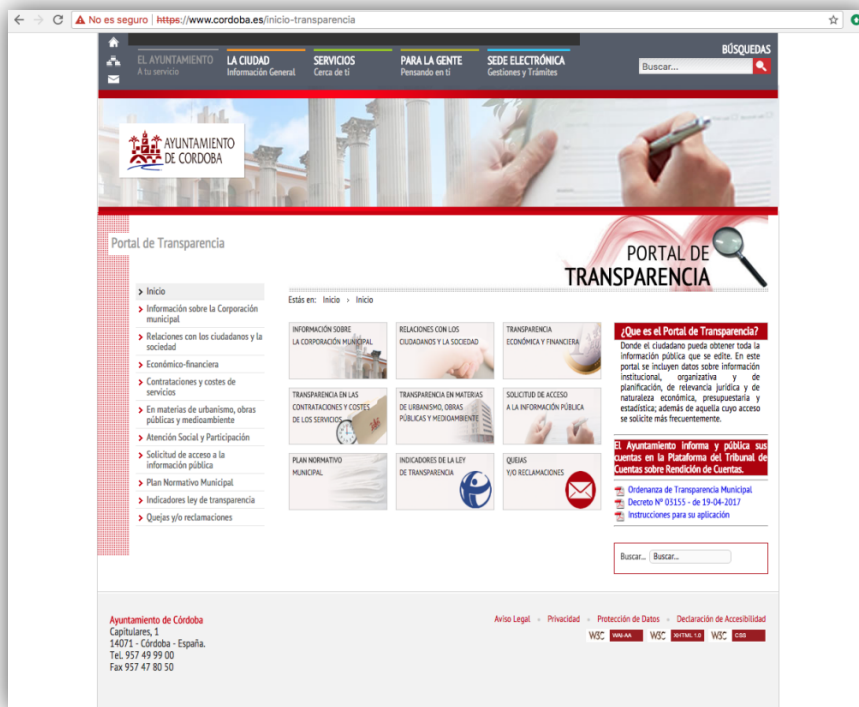 No es seguro | https://www.cordoba.es/inicio-transparencia
EL AYUNTAMIENTO
A tu servicio
LA CIUDAD
Información General
SERVICIOS
Cerca de ti
PARA LA GENTE
Pensando en ti
SEDE ELECTRÓNICA
Gestiones y Trámites
BÚSQUEDAS
Buscar...
AYUNTAMIENTO
DE CORDOBA
Portal de Transparencia
PORTAL DE
TRANSPARENCIA
Inicio
Información sobre la Corporación
municipal
Relaciones con los ciudadanos y la
sociedad
Económico-financiera
Contrataciones y costes de
servicios
En materias de urbanismo, obras
públicas y medioambiente
Atención Social y Participación
Solicitud de acceso a la
información pública
Plan Normativo Municipal
Indicadores ley de transparencia
Quejas y/o reclamaciones
Estás en: Inicio › Inicio
INFORMACIÓN SOBRE
LA CORPORACIÓN MUNICIPAL
RELACIONES CON LOS
CIUDADANOS Y LA SOCIEDAD
TRANSPARENCIA
ECONÓMICA Y FINANCIERA
TRANSPARENCIA EN LAS
CONTRATACIONES Y COSTES
DE LOS SERVICIOS
TRANSPARENCIA EN MATERIAS
DE URBANISMO, OBRAS
PÚBLICAS Y MEDIOAMBIENTE
SOLICITUD DE ACCESO
A LA INFORMACIÓN PÚBLICA
PLAN NORMATIVO
MUNICIPAL
INDICADORES DE LA LEY
DE TRANSPARENCIA
QUEJAS
Y/O RECLAMACIONES
¿Que es el Portal de Transparencia?
Donde el ciudadano pueda obtener toda la
información pública que se edite. En este
portal se incluyen datos sobre información
institucional, organizativa y de
planificación, de relevancia jurídica y de
naturaleza económica, presupuestaria y
estadística; además de aquella cuyo acceso
se solicite más frecuentemente.
El Ayuntamiento informa y pública sus
cuentas en la Plataforma del Tribunal de
Cuentas sobre Rendición de Cuentas.
Ordenanza de Transparencia Municipal
Decreto Nº 03155 - de 19-04-2017
Instrucciones para su aplicación
Buscar... Buscar...
Ayuntamiento de Córdoba
Capitulares, 1
14071 - Córdoba - España.
Tel. 957 49 99 00
Fax 957 47 80 50
Aviso Legal Privacidad Protección de Datos Declaración de Accesibilidad
W3C WAI-AA W3C XHTML 1.0 W3C CSS